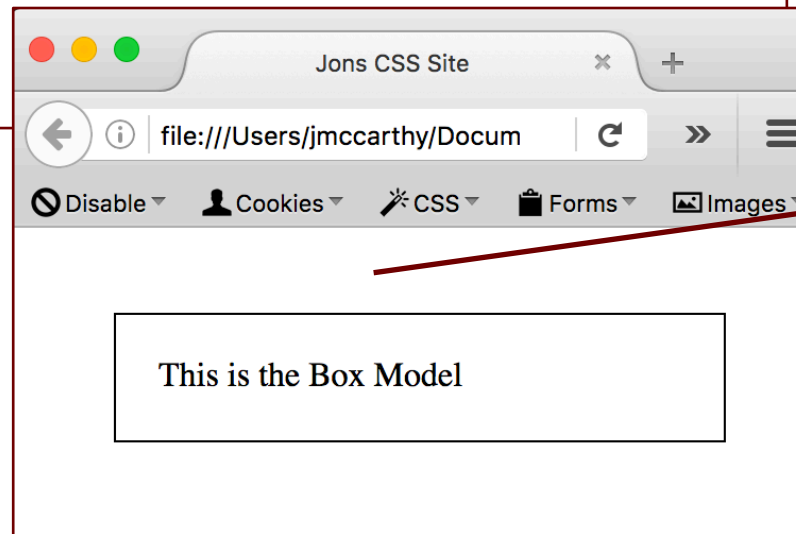 Jons CSS Site
file:///Users/jmccarthy/Docum
Disable Cookies CSS Forms Images
This is the Box Model